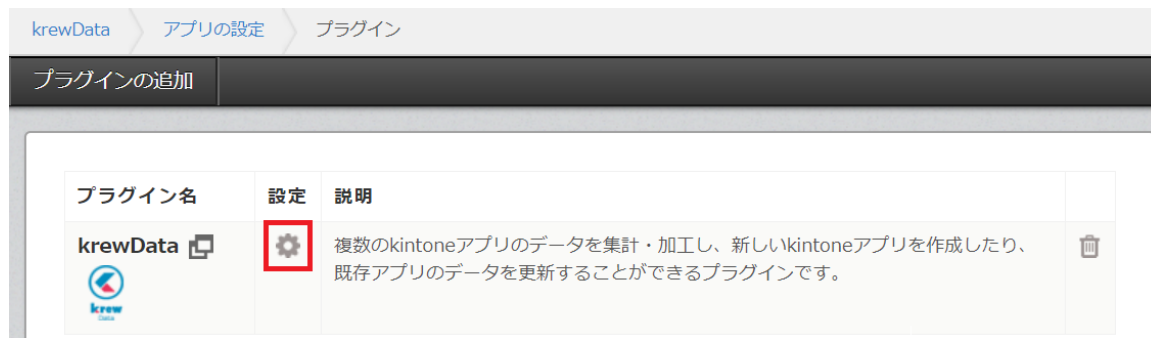 krewData アプリの設定 プラグイン
プラグインの追加
プラグイン名 設定 説明
krewData 複数のkintoneアプリのデータを集計・加工し、新しいkintoneアプリを作成したり、
既存アプリのデータを更新することができるプラグインです。
krew
Data